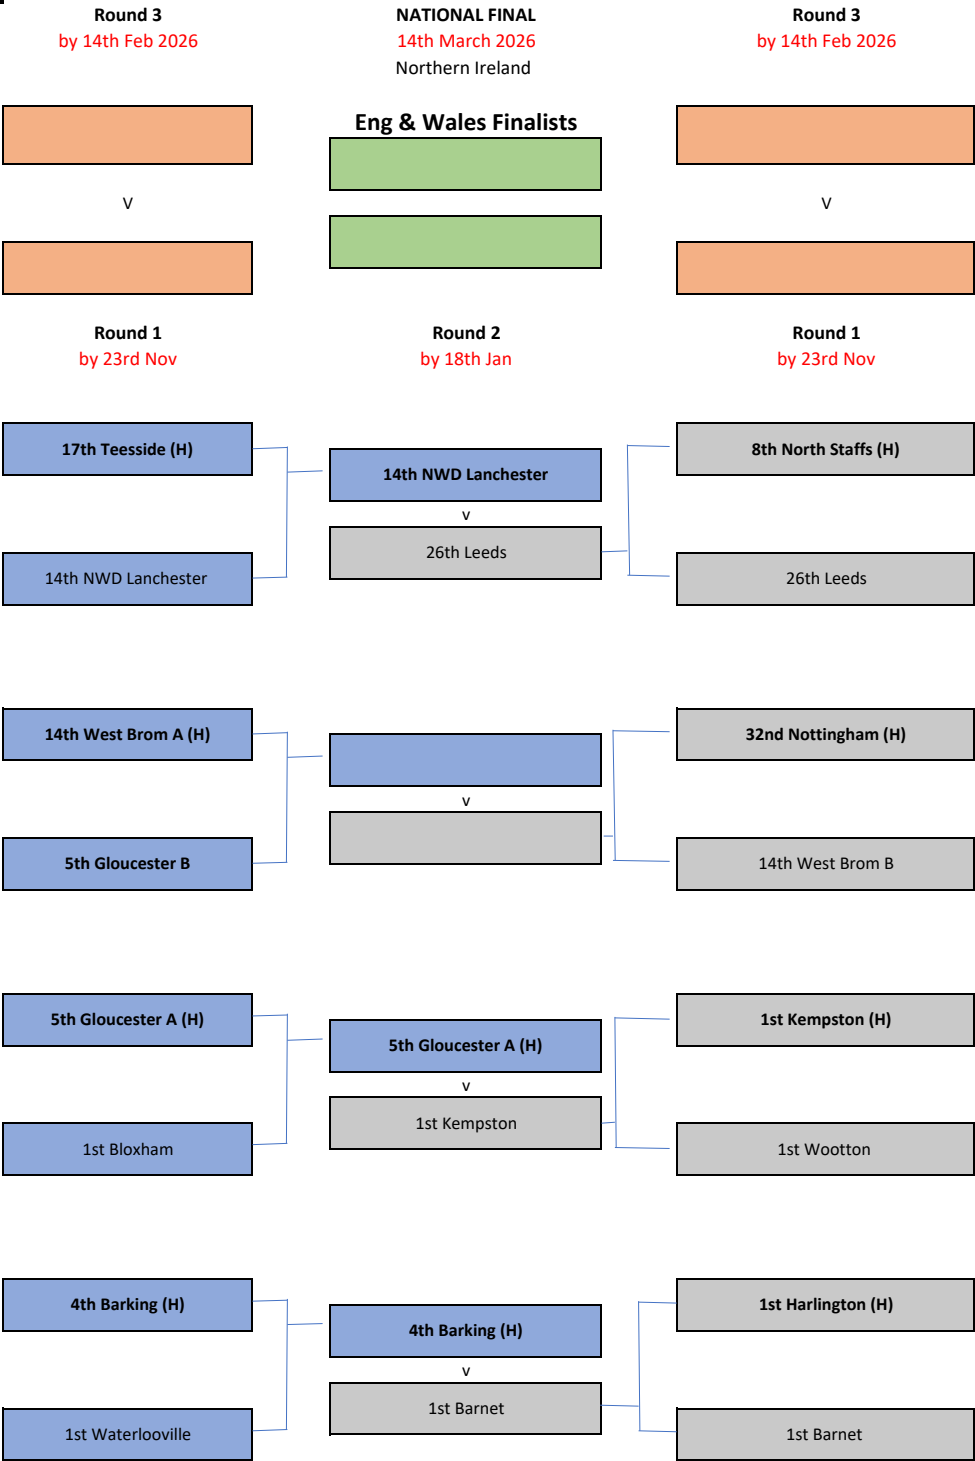 Round 3
by 14th Feb 2026
NATIONAL FINAL
14th March 2026
Northern Ireland
Round 3
by 14th Feb 2026
Eng & Wales Finalists
V
V
Round 1
by 23rd Nov
Round 2
by 18th Jan
Round 1
by 23rd Nov
17th Teesside (H)
14th NWD Lanchester
v
26th Leeds
8th North Staffs (H)
14th NWD Lanchester
26th Leeds
14th West Brom A (H)
v
32nd Nottingham (H)
5th Gloucester B
14th West Brom B
5th Gloucester A (H)
5th Gloucester A (H)
v
1st Kempston
1st Kempston (H)
1st Bloxham
1st Wootton
4th Barking (H)
4th Barking (H)
v
1st Barnet
1st Harlington (H)
1st Waterlooville
1st Barnet